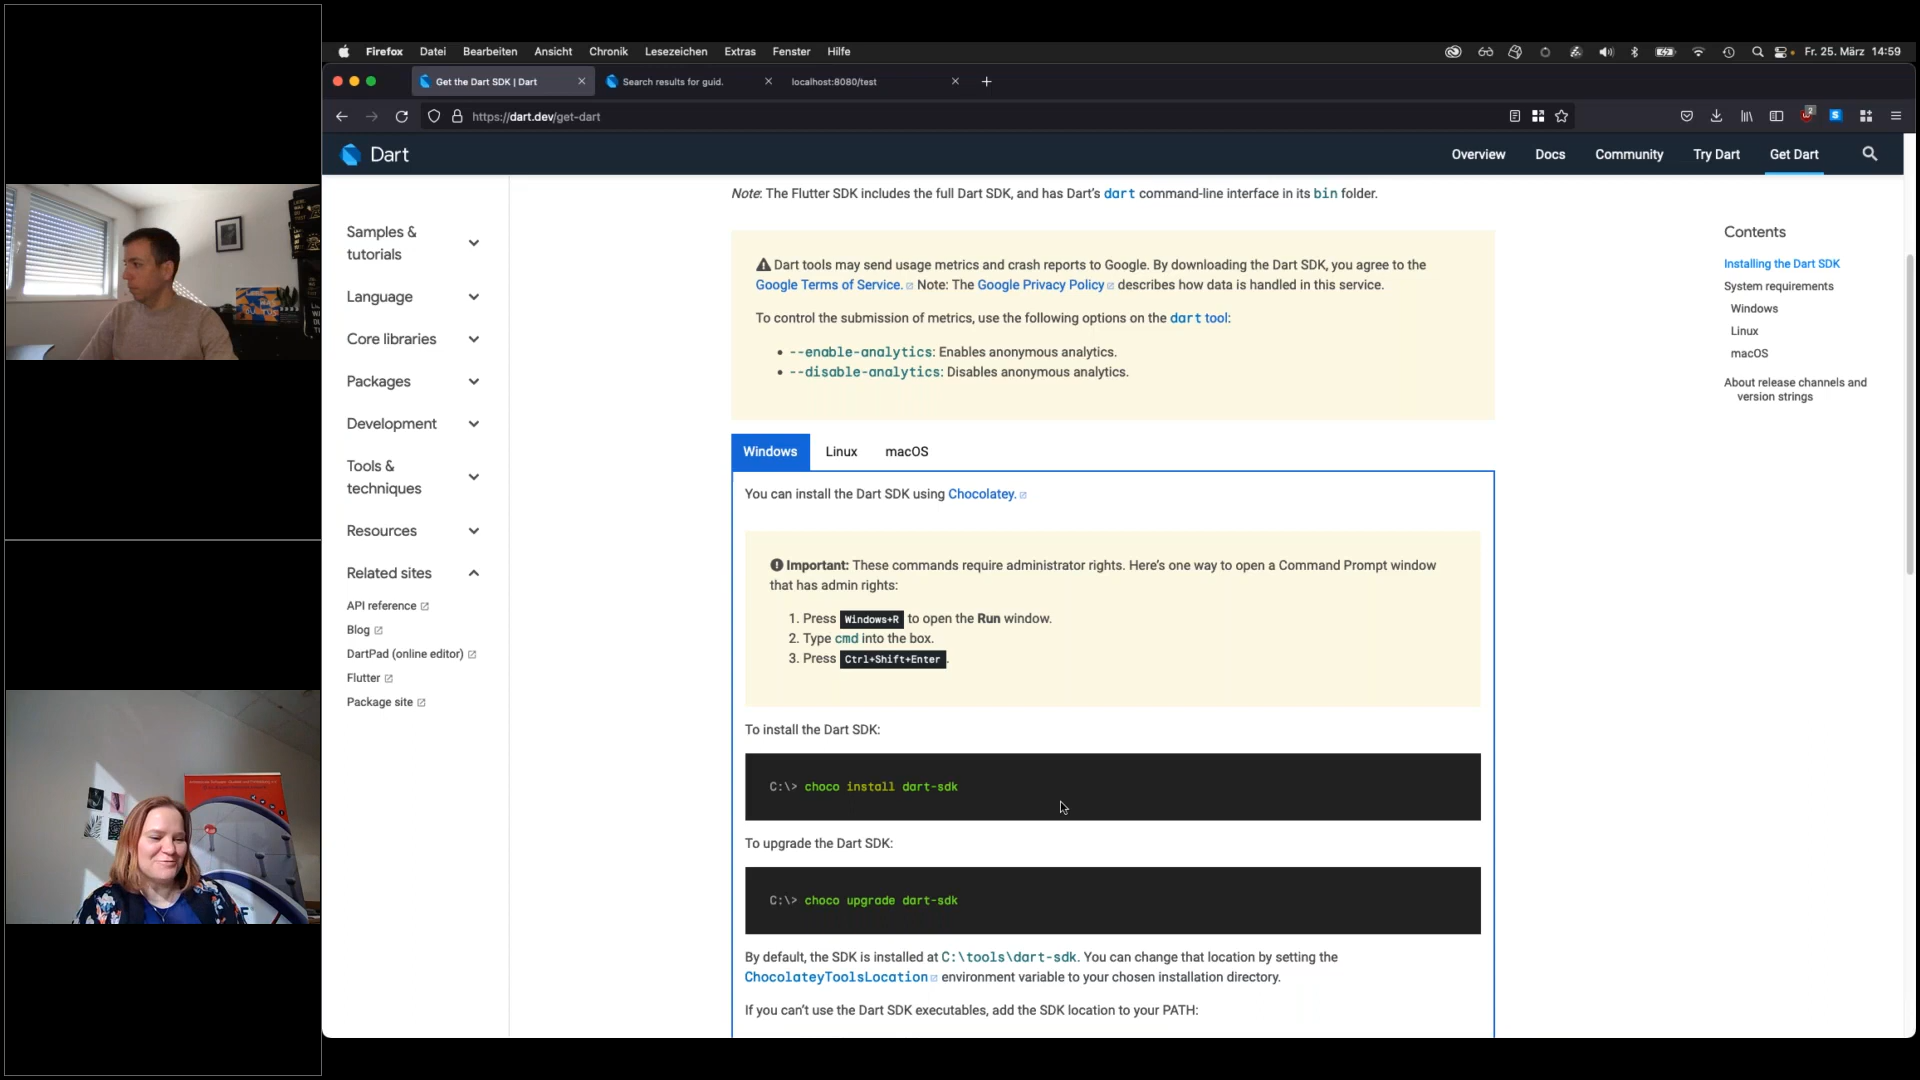 Firefox Datei Bearbeiten Ansicht Chronik Lesezeichen Extras Fenster Hilfe
Fr. 25. März 14:59
Get the Dart SDK | Dart
Search results for guid.
localhost:8080/test
https://dart.dev/get-dart
2
Dart
Overview Docs Community Try Dart Get Dart
Note: The Flutter SDK includes the full Dart SDK, and has Dart's dart command-line interface in its bin folder.
Samples &
tutorials
Language
Core libraries
Packages
Development
Tools &
techniques
Resources
Related sites
API reference
Blog
DartPad (online editor)
Flutter
Package site
Dart tools may send usage metrics and crash reports to Google. By downloading the Dart SDK, you agree to the
Google Terms of Service. Note: The Google Privacy Policy describes how data is handled in this service.
To control the submission of metrics, use the following options on the dart tool:
• --enable-analytics: Enables anonymous analytics.
• --disable-analytics: Disables anonymous analytics.
Windows Linux macOS
You can install the Dart SDK using Chocolatey.
Important: These commands require administrator rights. Here's one way to open a Command Prompt window
that has admin rights:
1. Press Windows+R to open the Run window.
2. Type cmd into the box.
3. Press Ctrl+Shift+Enter.
To install the Dart SDK:
C:\> choco install dart-sdk
To upgrade the Dart SDK:
C:\> choco upgrade dart-sdk
By default, the SDK is installed at C:\tools\dart-sdk. You can change that location by setting the
ChocolateyToolsLocation environment variable to your chosen installation directory.
If you can't use the Dart SDK executables, add the SDK location to your PATH:
Contents
Installing the Dart SDK
System requirements
Windows
Linux
macOS
About release channels and
version strings